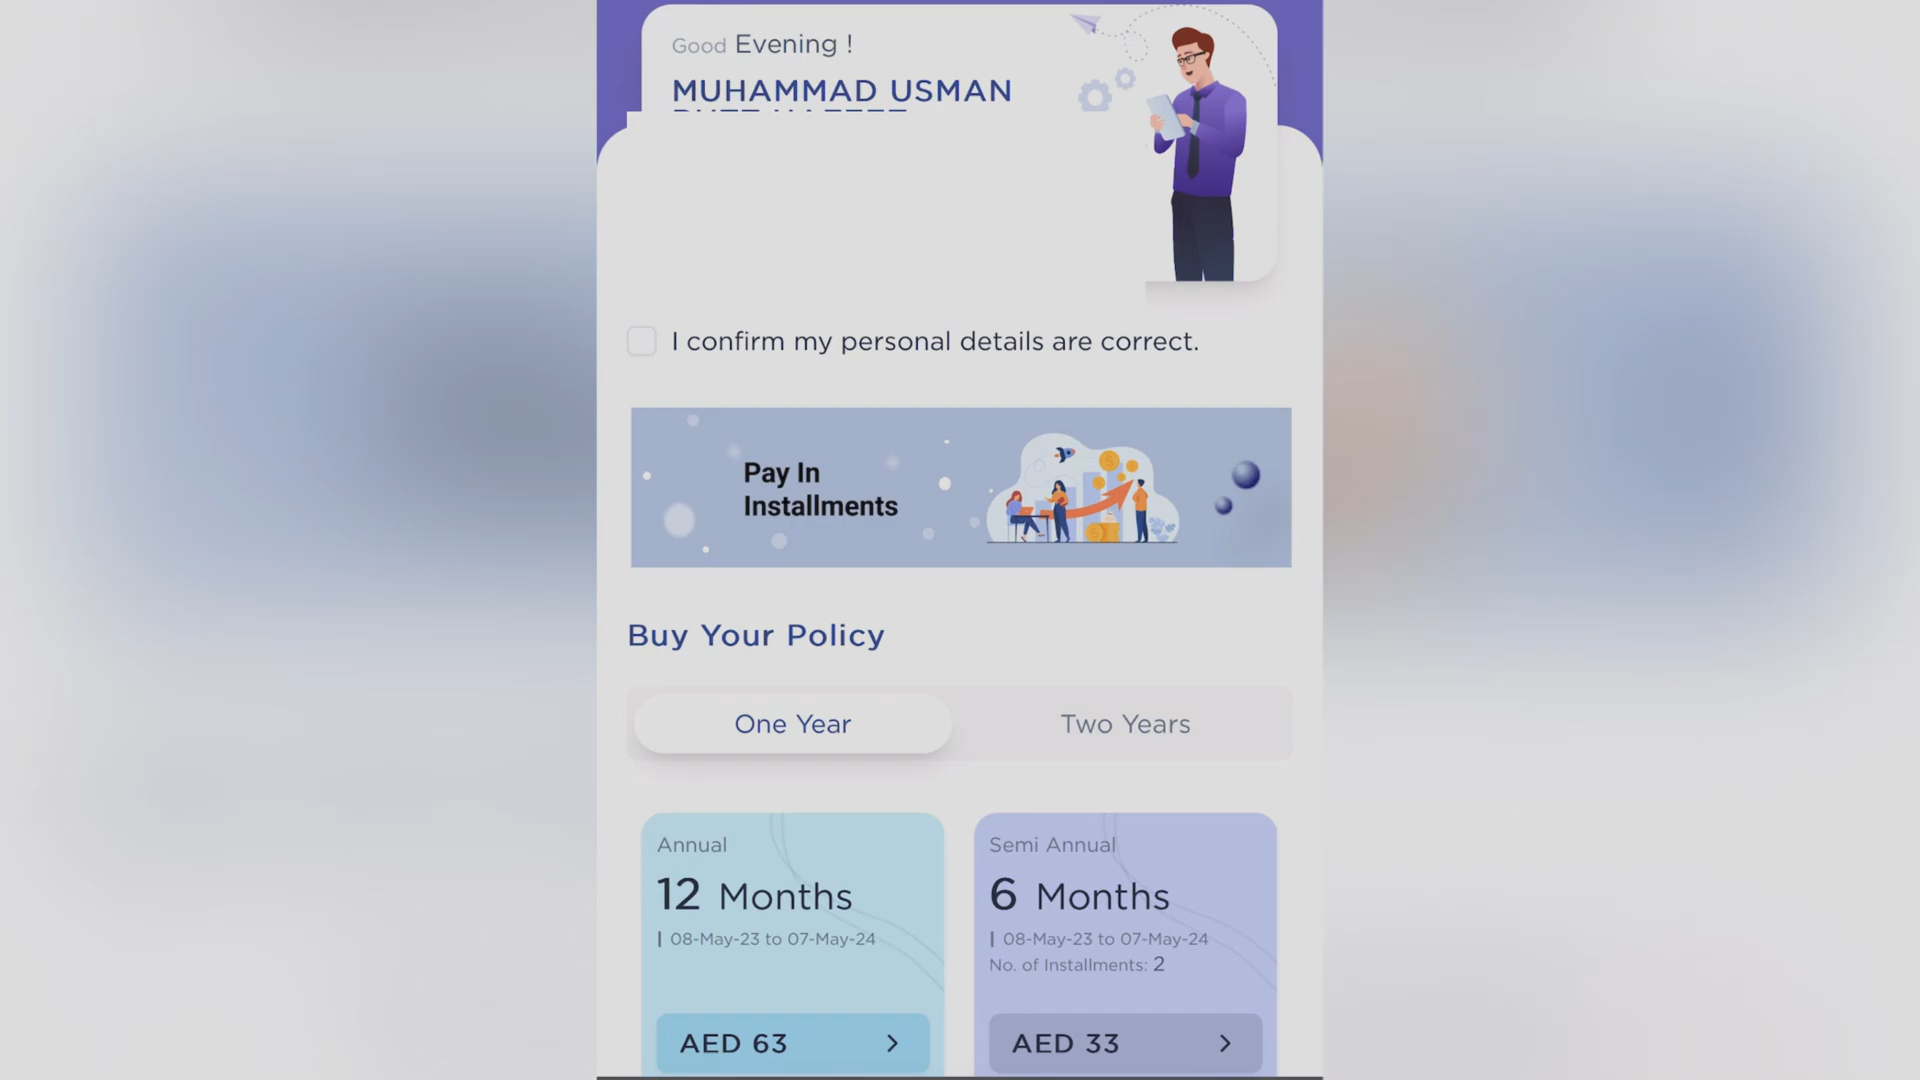 Good Evening !
MUHAMMAD USMAN
I confirm my personal details are correct.
Pay In
Installments
Buy Your Policy
One Year
Two Years
Annual
12 Months
08-May-23 to 07-May-24
AED 63
Semi Annual
6 Months
08-May-23 to 07-May-24
No. of Installments: 2
AED 33